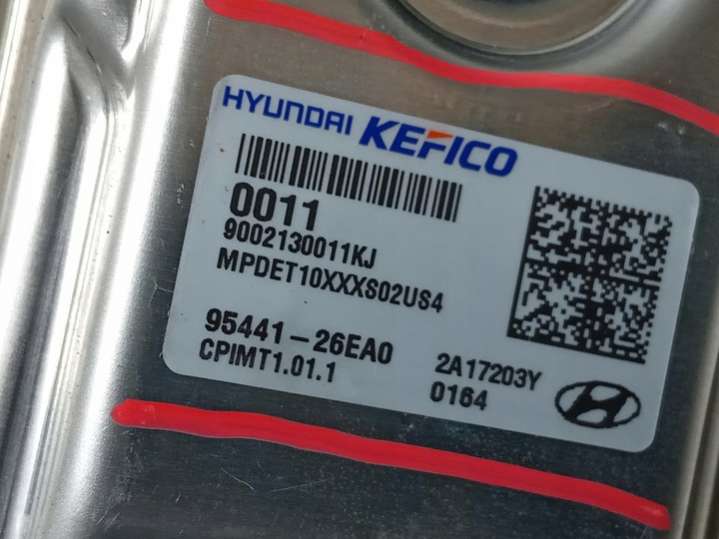 HYUNDAI KEFICO
0011
9002130011KJ
MPDET10XXXS02US4
95441-26EA0
CPIMT1.01.1
2A17203Y
0164